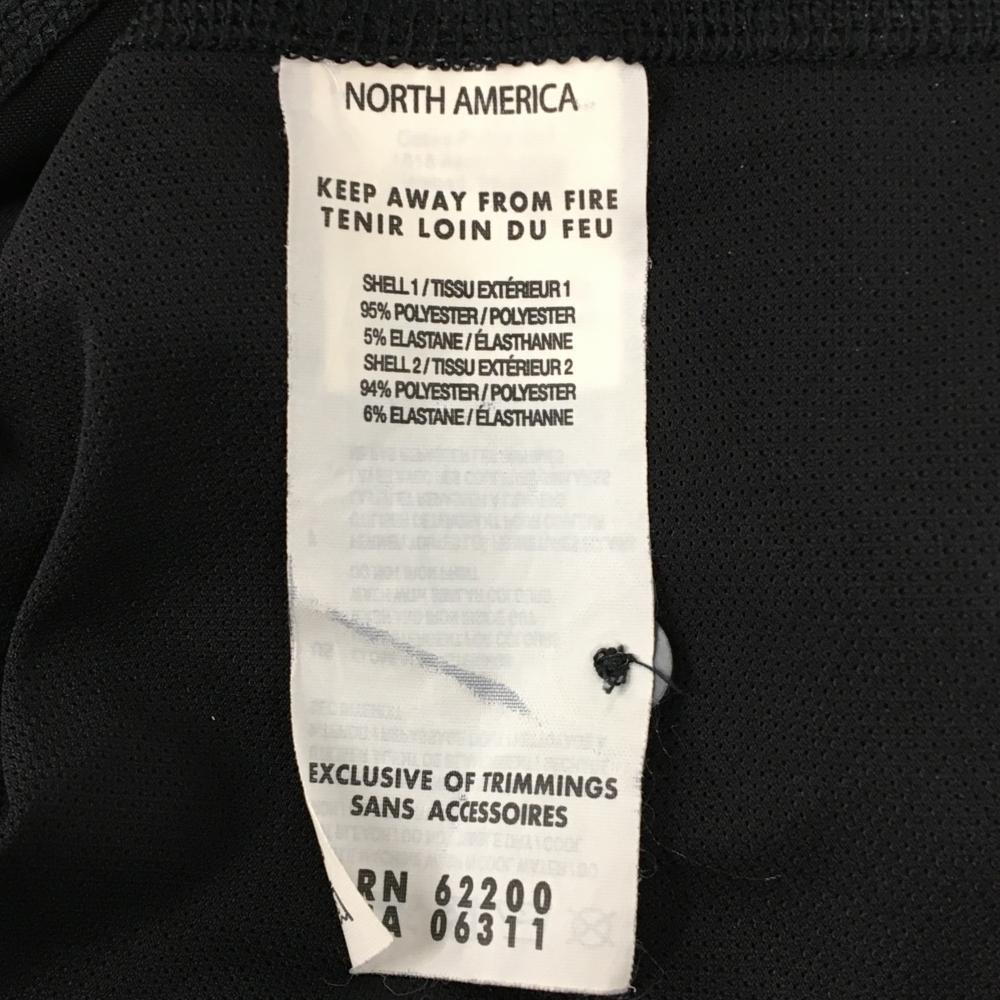 NORTH AMERICA
KEEP AWAY FROM FIRE
TENIR LOIN DU FEU
SHELL 1 / TISSU EXTÉRIEUR 1
95% POLYESTER / POLYESTER
5% ELASTANE / ÉLASTHANNE
SHELL 2 / TISSU EXTÉRIEUR 2
94% POLYESTER / POLYESTER
6% ELASTANE / ÉLASTHANNE
EXCLUSIVE OF TRIMMINGS
SANS ACCESSOIRES
RN 62200
06311